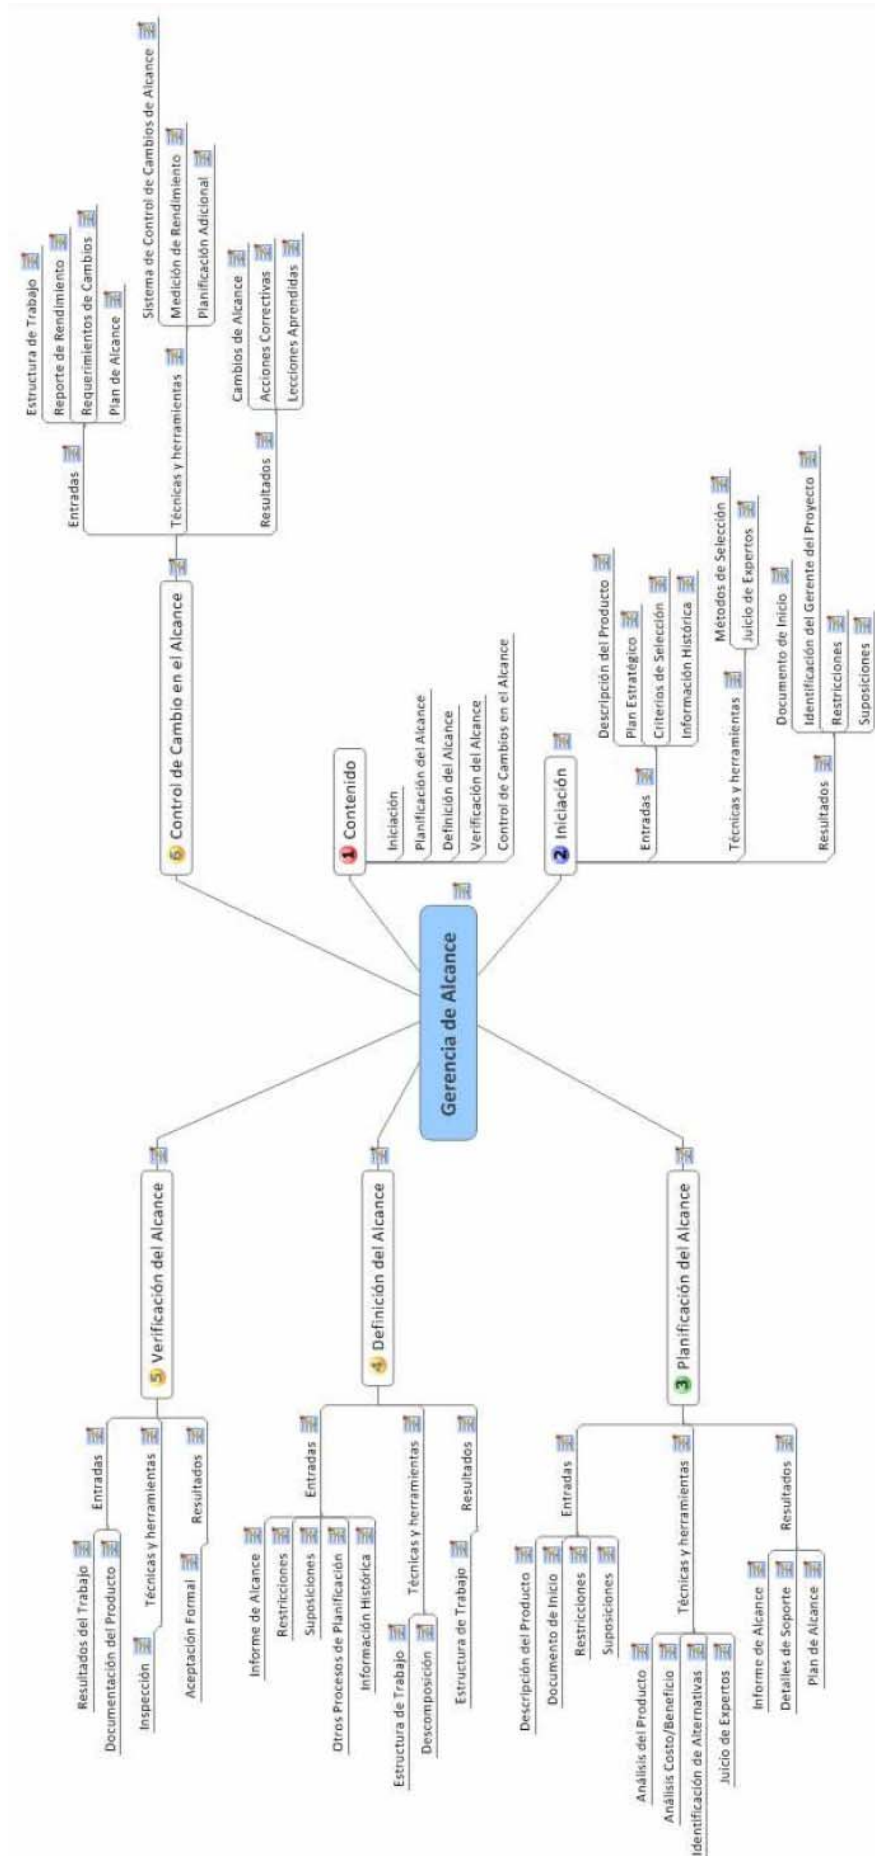 Gerencia de Alcance
1 Contenido
Iniciación
Planificación del Alcance
Definición del Alcance
Verificación del Alcance
Control de Cambios en el Alcance
2 Iniciación
Entradas
Descripción del Producto
Plan Estratégico
Criterios de Selección
Información Histórica
Técnicas y herramientas
Métodos de Selección
Juicio de Expertos
Resultados
Documento de Inicio
Identificación del Gerente del Proyecto
Restricciones
Suposiciones
3 Planificación del Alcance
Entradas
Descripción del Producto
Documento de Inicio
Restricciones
Suposiciones
Técnicas y herramientas
Análisis del Producto
Análisis Costo/Beneficio
Identificación de Alternativas
Juicio de Expertos
Resultados
Informe de Alcance
Detalles de Soporte
Plan de Alcance
4 Definición del Alcance
Entradas
Informe de Alcance
Restricciones
Suposiciones
Otros Procesos de Planificación
Información Histórica
Técnicas y herramientas
Estructura de Trabajo
Descomposición
Resultados
Estructura de Trabajo
5 Verificación del Alcance
Entradas
Resultados del Trabajo
Documentación del Producto
Técnicas y herramientas
Inspección
Resultados
Aceptación Formal
6 Control de Cambio en el Alcance
Entradas
Estructura de Trabajo
Reporte de Rendimiento
Requerimientos de Cambios
Plan de Alcance
Técnicas y herramientas
Sistema de Control de Cambios de Alcance
Medición de Rendimiento
Planificación Adicional
Resultados
Cambios de Alcance
Acciones Correctivas
Lecciones Aprendidas